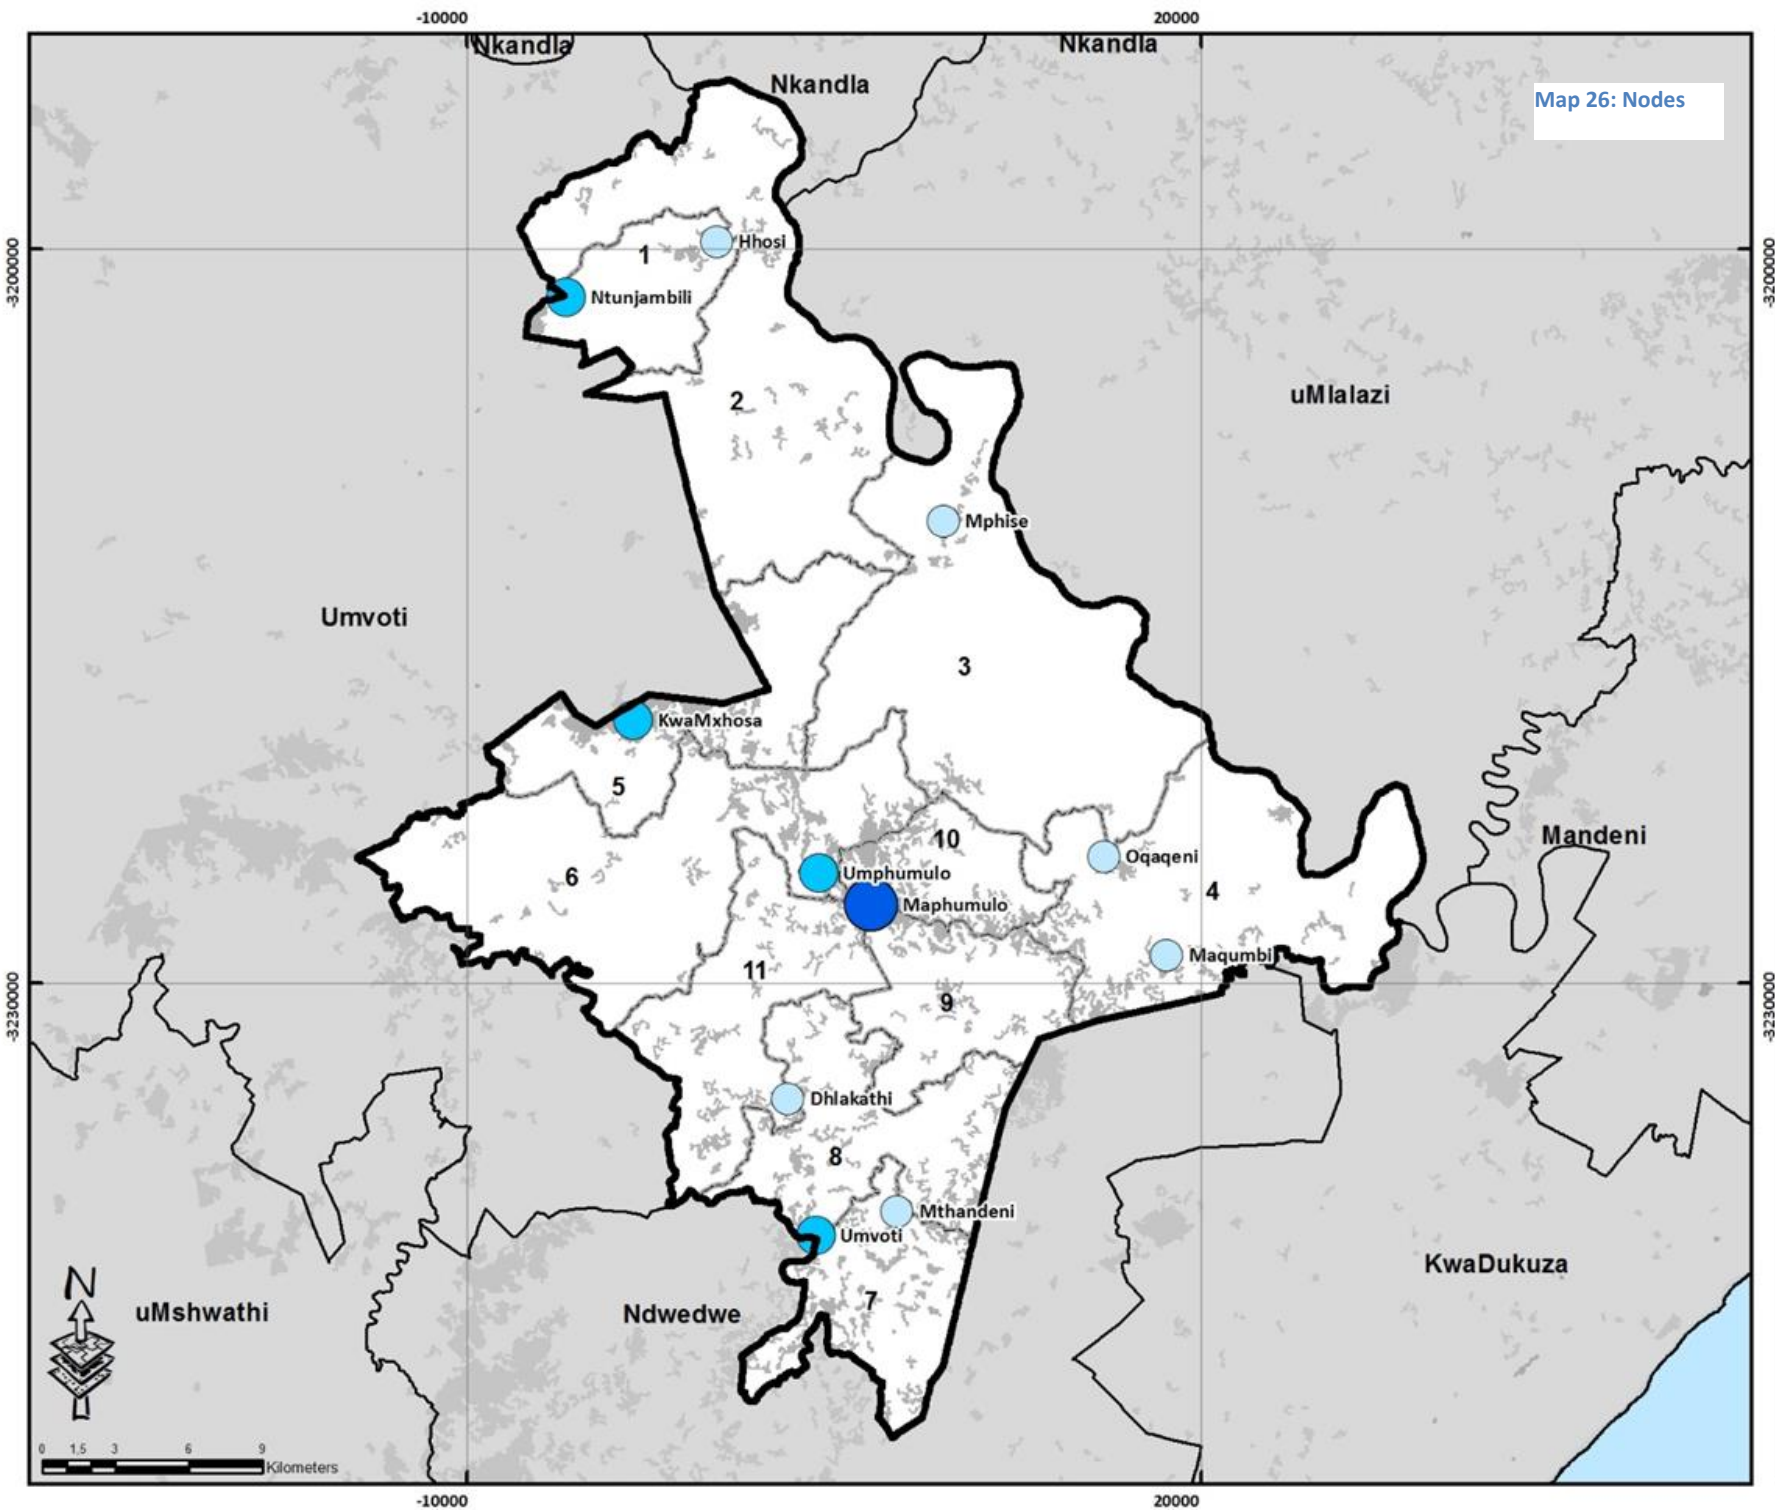 -10000
20000
Nkandla
Nkandla
Nkandla
Map 26: Nodes
-3200000
1
Hhosi
-3200000
Ntunjambili
2
uMlalazi
Mphise
Umvoti
3
KwaMxhosa
5
10
Mandeni
Oqaqeni
6
Umphumulo
4
Maphumulo
Maqumbi
11
-3230000
9
-3230000
Dhlakathi
8
Mthandeni
Umvoti
KwaDukuza
N
7
uMshwathi
Ndwedwe
0 1,5 3 6 9
Kilometers
-10000
20000